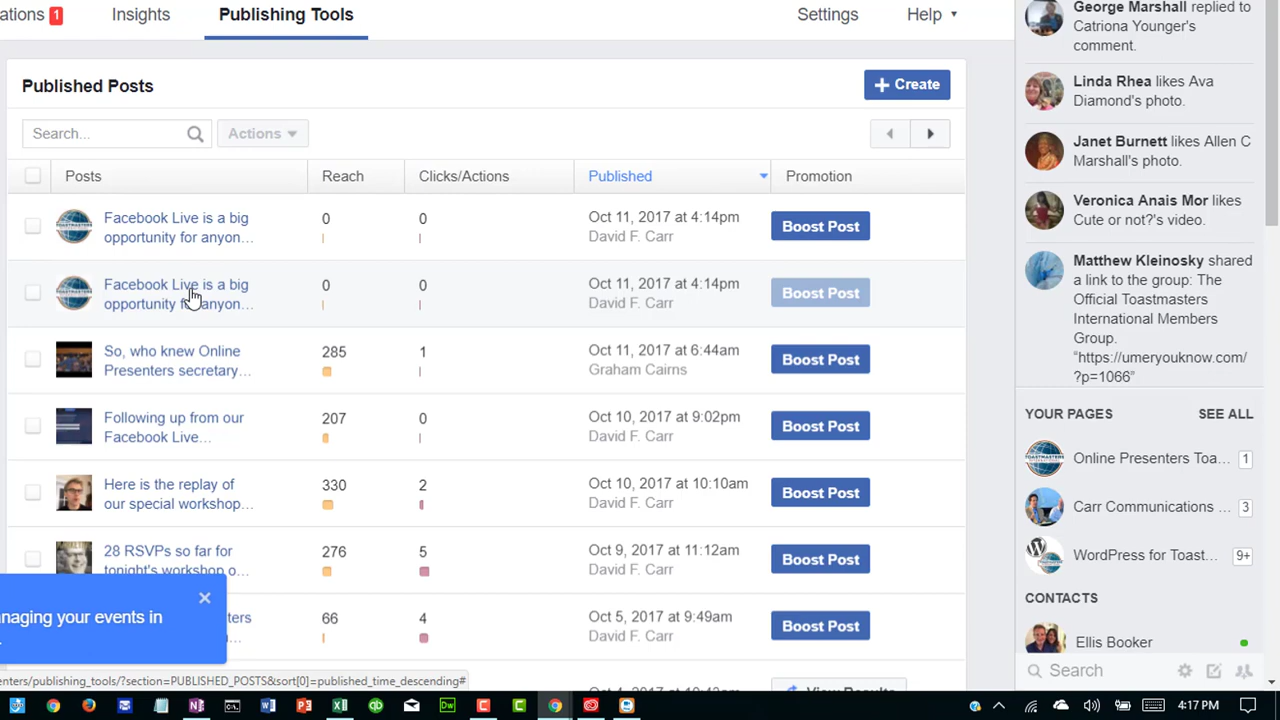 ations 1 Insights Publishing Tools Settings Help
Published Posts
+ Create
Search... Actions
Posts Reach Clicks/Actions Published Promotion
Facebook Live is a big
opportunity for anyon...
0 0 Oct 11, 2017 at 4:14pm
David F. Carr
Boost Post
Facebook Live is a big
opportunity for anyon...
0 0 Oct 11, 2017 at 4:14pm
David F. Carr
Boost Post
So, who knew Online
Presenters secretary...
285 1 Oct 11, 2017 at 6:44am
Graham Cairns
Boost Post
Following up from our
Facebook Live...
207 0 Oct 10, 2017 at 9:02pm
David F. Carr
Boost Post
Here is the replay of
our special workshop...
330 2 Oct 10, 2017 at 10:10am
David F. Carr
Boost Post
28 RSVPs so far for
tonight's workshop o...
276 5 Oct 9, 2017 at 11:12am
David F. Carr
Boost Post
ters
...
66 4 Oct 5, 2017 at 9:49am
David F. Carr
Boost Post
View Results
naging your events in
enters/publishing_tools/?section=PUBLISHED_POSTS&sort[0]=published_time_descending#
George Marshall replied to
Catriona Younger's
comment.
Linda Rhea likes Ava
Diamond's photo.
Janet Burnett likes Allen C
Marshall's photo.
Veronica Anais Mor likes
Cute or not?'s video.
Matthew Kleinosky shared
a link to the group: The
Official Toastmasters
International Members
Group.
“https://umeryouknow.com/
?p=1066”
YOUR PAGES SEE ALL
Online Presenters Toa... 1
Carr Communications ... 3
WordPress for Toast... 9+
CONTACTS
Ellis Booker
Search
4:17 PM